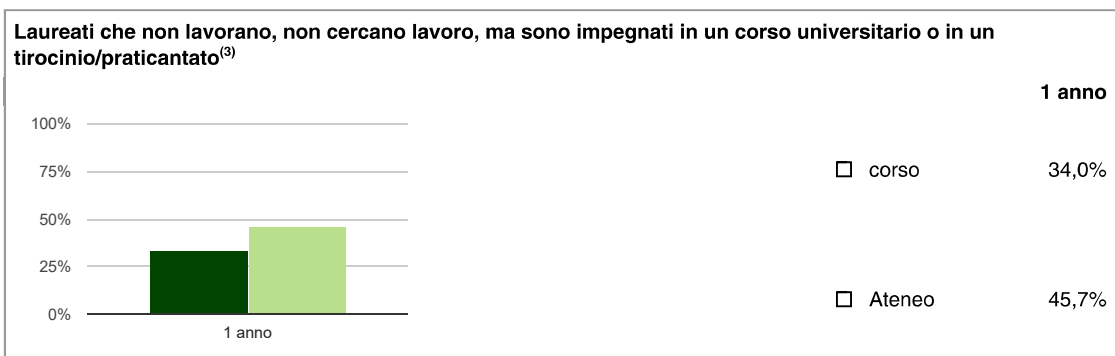 Laureati che non lavorano, non cercano lavoro, ma sono impegnati in un corso universitario o in un
tirocinio/praticantato(3)
1 anno
100%
75%
50%
25%
0%
1 anno
corso 34,0%
Ateneo 45,7%